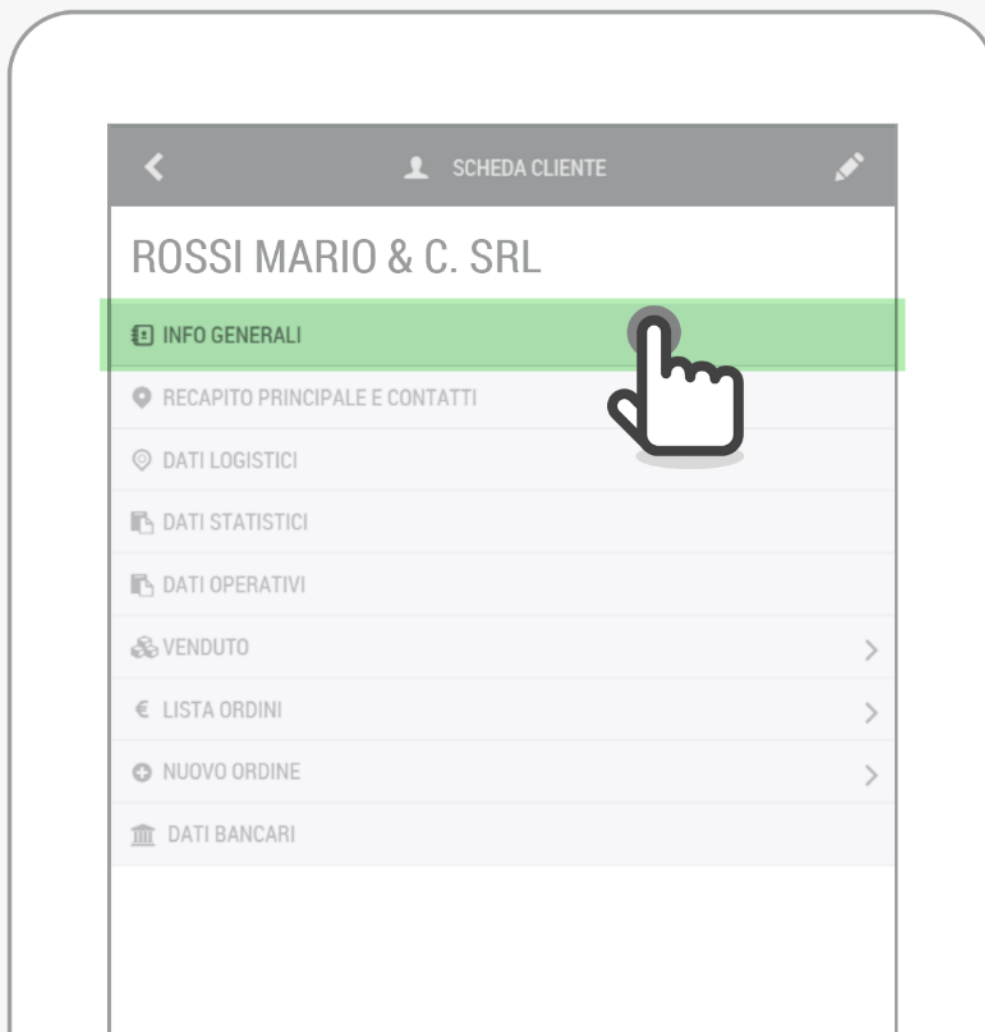 SCHEDA CLIENTE
ROSSI MARIO & C. SRL
INFO GENERALI
RECAPITO PRINCIPALE E CONTATTI
DATI LOGISTICI
DATI STATISTICI
DATI OPERATIVI
VENDUTO
€ LISTA ORDINI
NUOVO ORDINE
DATI BANCARI